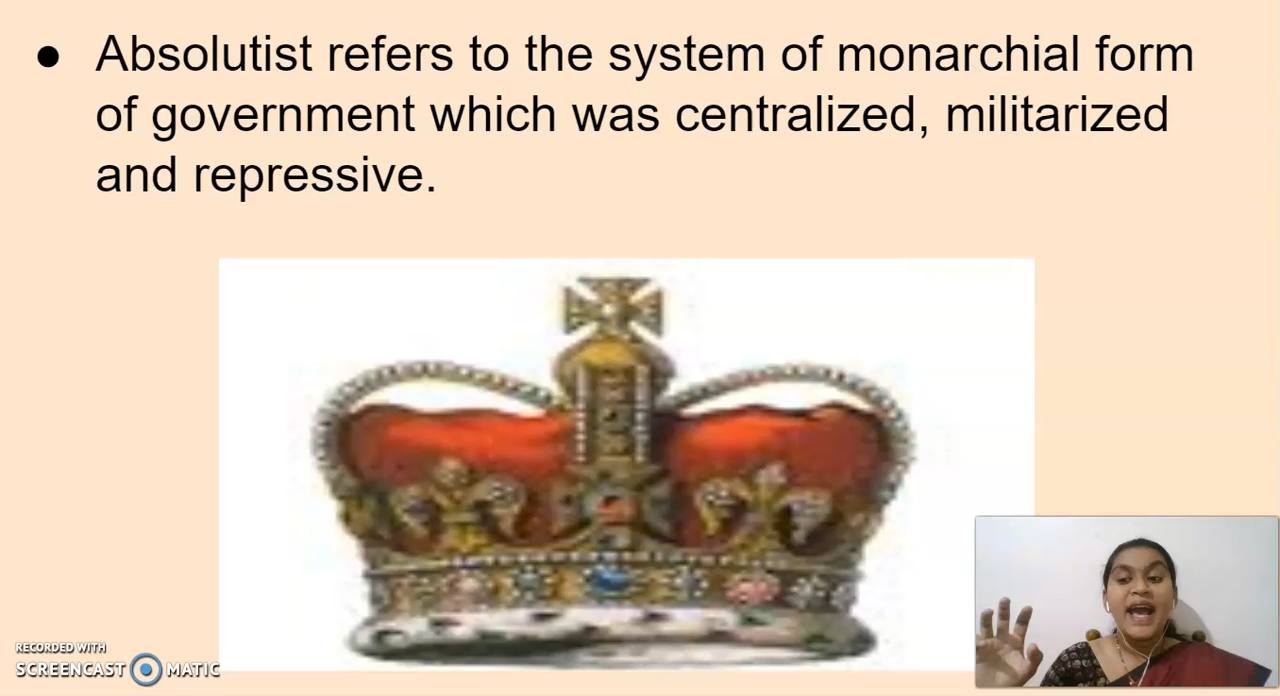 ● Absolutist refers to the system of monarchial form
of government which was centralized, militarized
and repressive.
RECORDED WITH
SCREENCAST MATIC